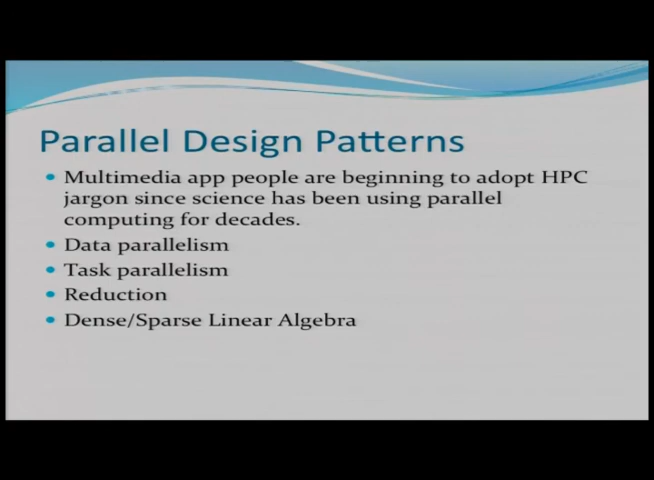 Parallel Design Patterns
• Multimedia app people are beginning to adopt HPC
jargon since science has been using parallel
computing for decades.
• Data parallelism
• Task parallelism
• Reduction
• Dense/Sparse Linear Algebra